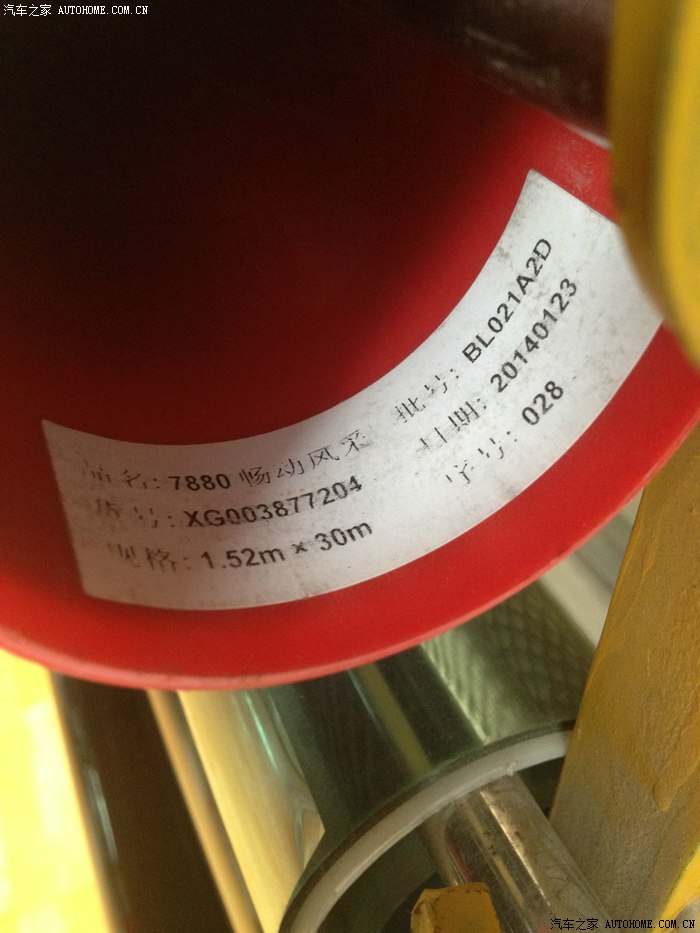 汽车之家 AUTOHOME.COM.CN
品名: 7880 畅动风采
货号: XG003877204
规格: 1.52m × 30m
批号: BL021A2D
日期: 20140123
序号: 028
汽车之家 AUTOHOME.COM.CN